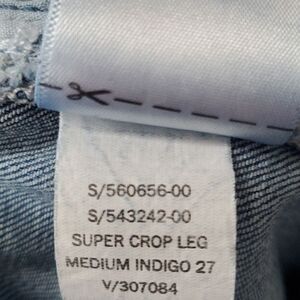 S/560656-00
S/543242-00
SUPER CROP LEG
MEDIUM INDIGO 27
V/307084